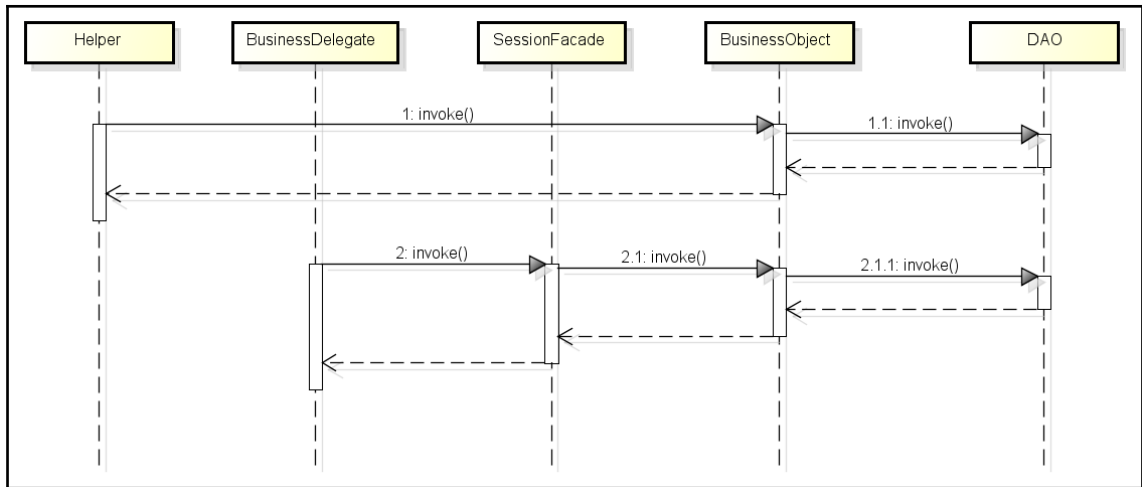 Helper
BusinessDelegate
SessionFacade
BusinessObject
DAO
1: invoke()
1.1: invoke()
2: invoke()
2.1: invoke()
2.1.1: invoke()